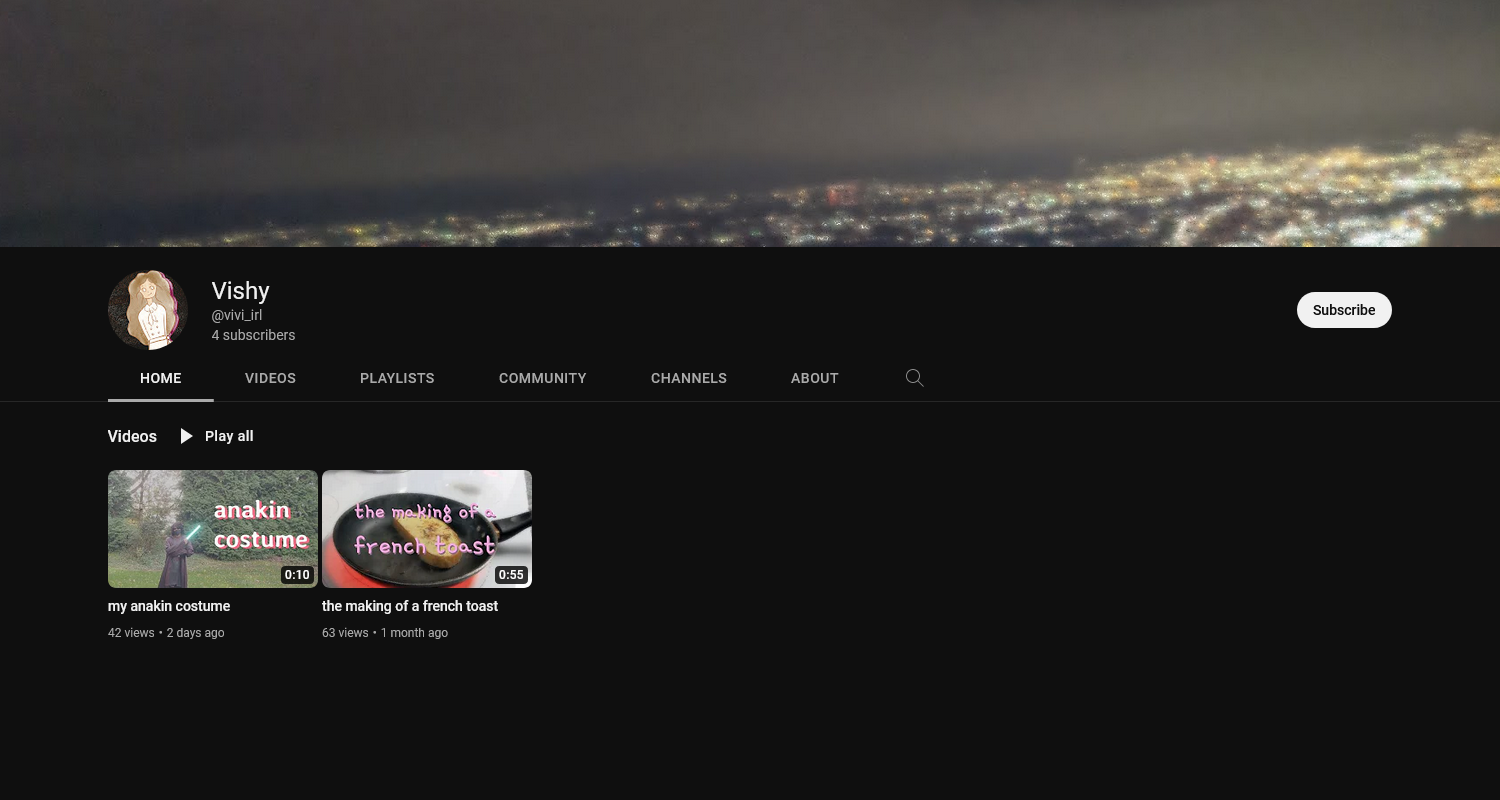 Vishy
@vivi_irl
4 subscribers
Subscribe
HOME VIDEOS PLAYLISTS COMMUNITY CHANNELS ABOUT
Videos Play all
anakin
costume
0:10
the making of a
french toast
0:55
my anakin costume
42 views • 2 days ago
the making of a french toast
63 views • 1 month ago